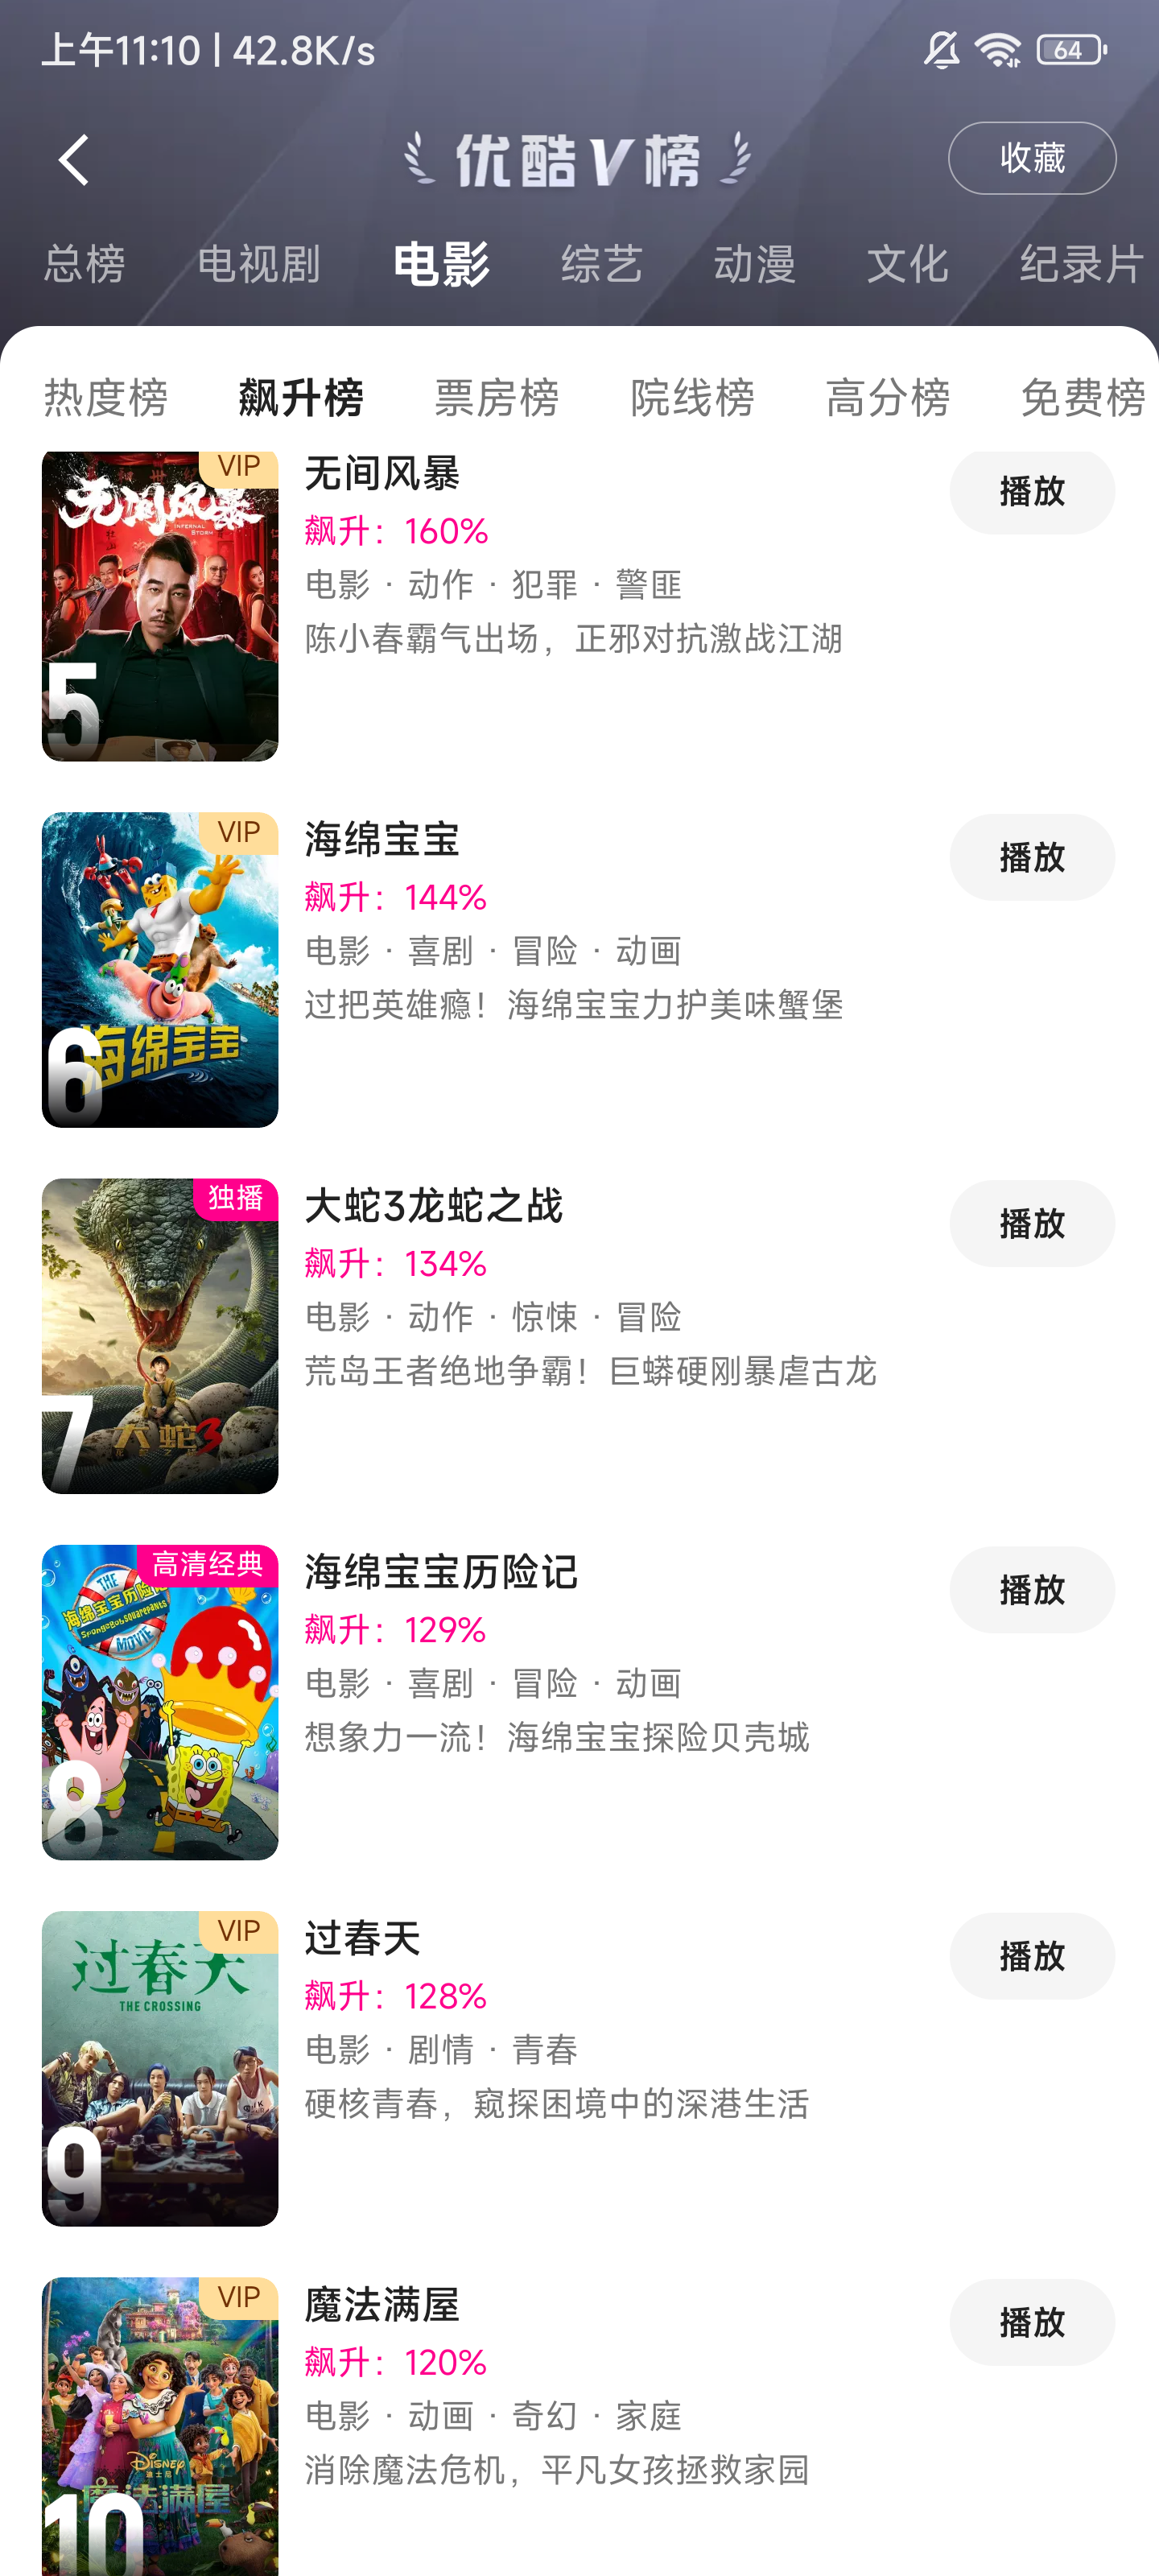 上午11:10 | 42.8K/s
64
优酷V榜
收藏
总榜 电视剧 电影 综艺 动漫 文化 纪录片
热度榜 飙升榜 票房榜 院线榜 高分榜 免费榜
VIP
无间风暴
INFERNAL STORM
5
无间风暴
飙升：160%
电影 · 动作 · 犯罪 · 警匪
陈小春霸气出场，正邪对抗激战江湖
播放
VIP
海绵宝宝
6
海绵宝宝
飙升：144%
电影 · 喜剧 · 冒险 · 动画
过把英雄瘾！海绵宝宝力护美味蟹堡
播放
独播
大蛇3
7
大蛇3龙蛇之战
飙升：134%
电影 · 动作 · 惊悚 · 冒险
荒岛王者绝地争霸！巨蟒硬刚暴虐古龙
播放
高清经典
THE
海绵宝宝历险
SpongeBob SquarePants
MOVIE
8
海绵宝宝历险记
飙升：129%
电影 · 喜剧 · 冒险 · 动画
想象力一流！海绵宝宝探险贝壳城
播放
VIP
过春天
THE CROSSING
9
过春天
飙升：128%
电影 · 剧情 · 青春
硬核青春，窥探困境中的深港生活
播放
VIP
DISNEY
迪士尼
魔法满屋
10
魔法满屋
飙升：120%
电影 · 动画 · 奇幻 · 家庭
消除魔法危机，平凡女孩拯救家园
播放